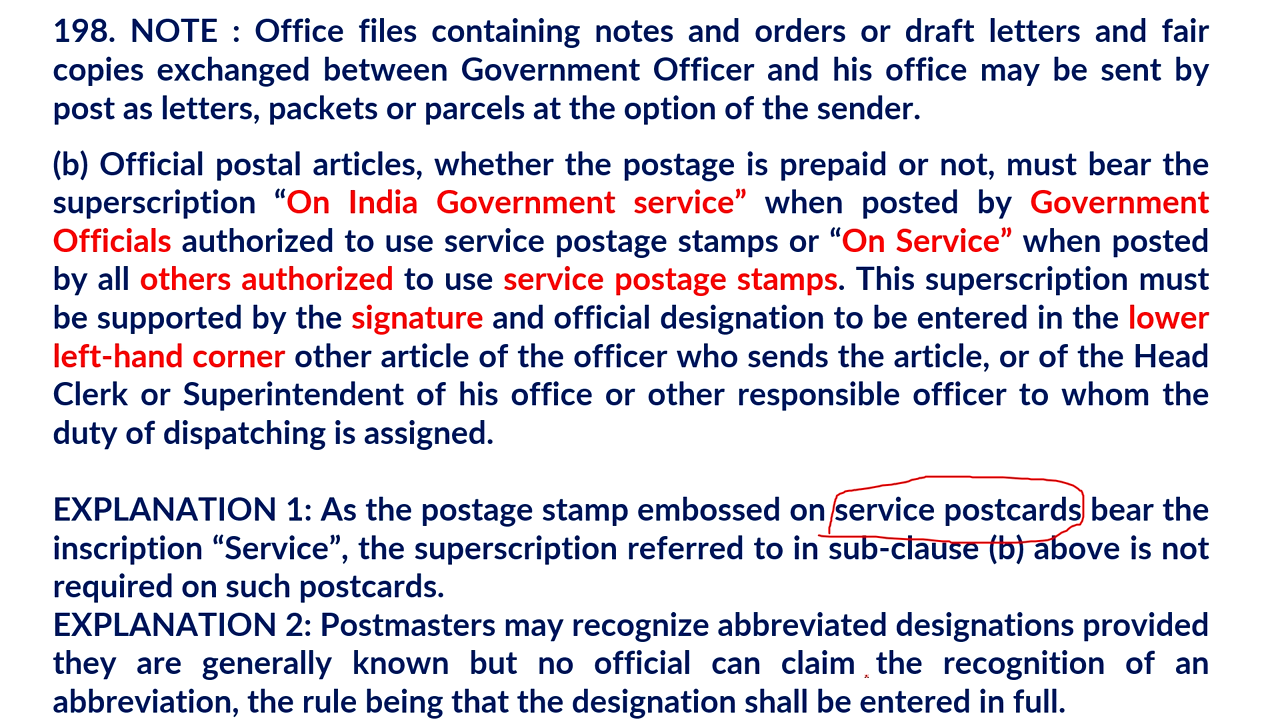 198. NOTE : Office files containing notes and orders or draft letters and fair
copies exchanged between Government Officer and his office may be sent by
post as letters, packets or parcels at the option of the sender.
(b) Official postal articles, whether the postage is prepaid or not, must bear the
superscription “On India Government service” when posted by Government
Officials authorized to use service postage stamps or “On Service” when posted
by all others authorized to use service postage stamps. This superscription must
be supported by the signature and official designation to be entered in the lower
left-hand corner other article of the officer who sends the article, or of the Head
Clerk or Superintendent of his office or other responsible officer to whom the
duty of dispatching is assigned.
EXPLANATION 1: As the postage stamp embossed on service postcards bear the
inscription “Service”, the superscription referred to in sub-clause (b) above is not
required on such postcards.
EXPLANATION 2: Postmasters may recognize abbreviated designations provided
they are generally known but no official can claim the recognition of an
abbreviation, the rule being that the designation shall be entered in full.